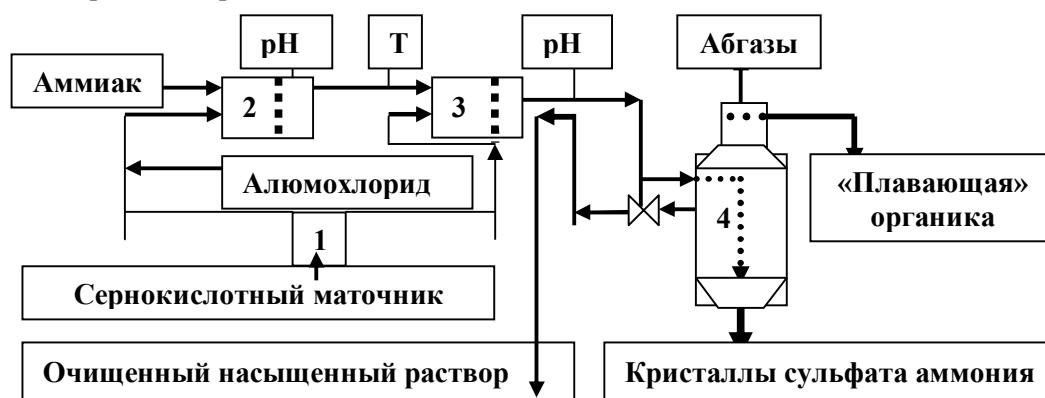 pH
T
pH
Абгазы
Аммиак
2
3
Алюмохлорид
«Плавающая»
органика
4
1
Сернокислотный маточник
Очищенный насыщенный раствор
Кристаллы сульфата аммония